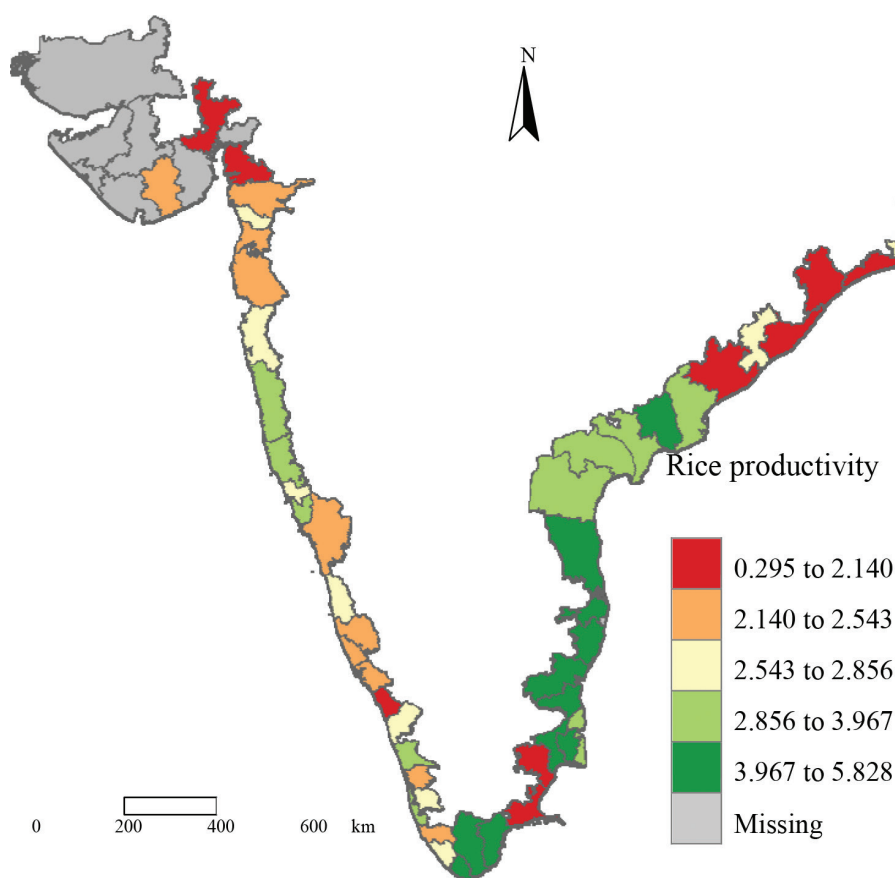 N
Rice productivity
0.295 to 2.140
2.140 to 2.543
2.543 to 2.856
2.856 to 3.967
3.967 to 5.828
Missing
0 200 400 600 km